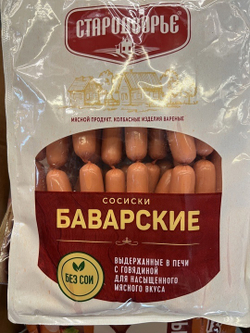 СТАРОДВОРЬЕ
МЯСНОЙ ПРОДУКТ. КОЛБАСНЫЕ ИЗДЕЛИЯ ВАРЕНЫЕ
СОСИСКИ
БАВАРСКИЕ
БЕЗ СОИ
ВЫДЕРЖАННЫЕ В ПЕЧИ
С ГОВЯДИНОЙ
ДЛЯ НАСЫЩЕННОГО
МЯСНОГО ВКУСА